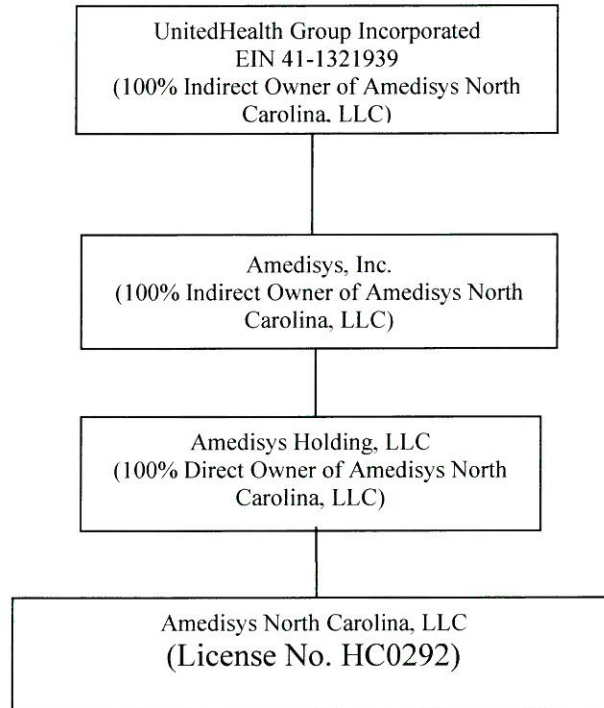 UnitedHealth Group Incorporated
EIN 41-1321939
(100% Indirect Owner of Amedisys North
Carolina, LLC)
Amedisys, Inc.
(100% Indirect Owner of Amedisys North
Carolina, LLC)
Amedisys Holding, LLC
(100% Direct Owner of Amedisys North
Carolina, LLC)
Amedisys North Carolina, LLC
(License No. HC0292)